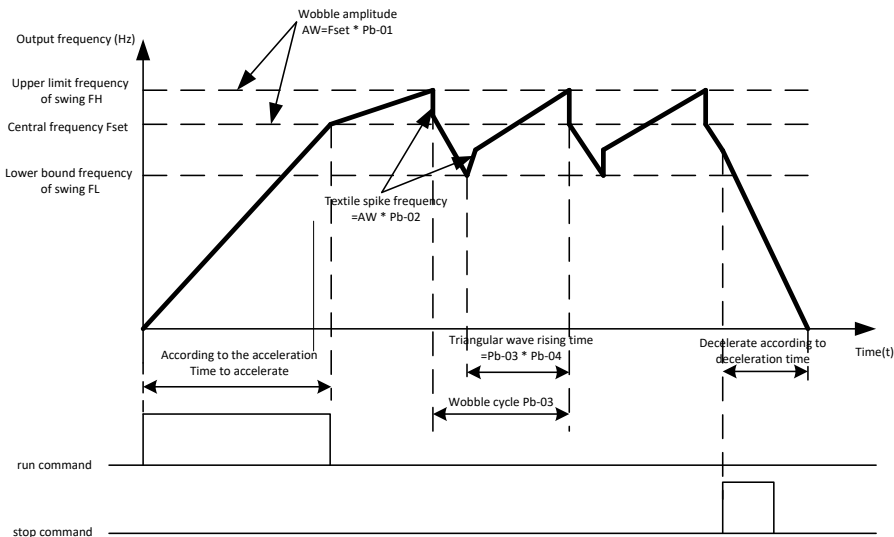 Wobble amplitude
AW=Fset * Pb-01
Output frequency (Hz)
Upper limit frequency
of swing FH
Central frequency Fset
Lower bound frequency
of swing FL
Textile spike frequency
=AW * Pb-02
According to the acceleration
Time to accelerate
Triangular wave rising time
=Pb-03 * Pb-04
Decelerate according to
deceleration time
Time(t)
Wobble cycle Pb-03
run command
stop command